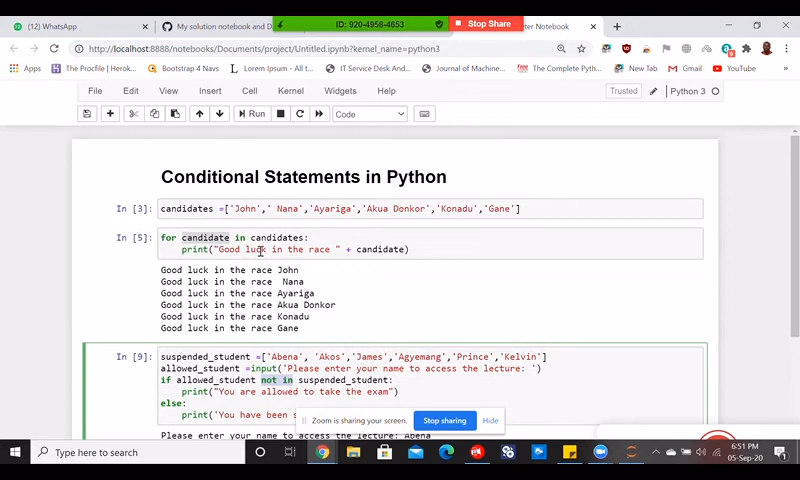 (12) WhatsApp
My solution notebook and D
ID: 920-4958-4653
Stop Share
rter Notebook
http://localhost:8888/notebooks/Documents/project/Untitled.ipynb?kernel_name=python3
Apps
The Procfile | Herok...
Bootstrap 4 Navs
Lorem Ipsum - All t...
IT Service Desk And...
Journal of Machine...
The Complete Pyth...
New Tab
Gmail
YouTube
File Edit View Insert Cell Kernel Widgets Help
Trusted
Python 3
Run
Code
Conditional Statements in Python
In [3]: candidates =['John',' Nana','Ayariga','Akua Donkor','Konadu','Gane']
In [5]: for candidate in candidates:
print("Good luck in the race " + candidate)
Good luck in the race John
Good luck in the race  Nana
Good luck in the race Ayariga
Good luck in the race Akua Donkor
Good luck in the race Konadu
Good luck in the race Gane
In [9]: suspended_student =['Abena', 'Akos','James','Agyemang','Prince','Kelvin']
allowed_student =input('Please enter your name to access the lecture: ')
if allowed_student not in suspended_student:
print("You are allowed to take the exam")
else:
print('You have been s
Zoom is sharing your screen.
Stop sharing
Hide
Please enter your name to access the lecture: Abena
Type here to search
6:51 PM
05-Sep-20